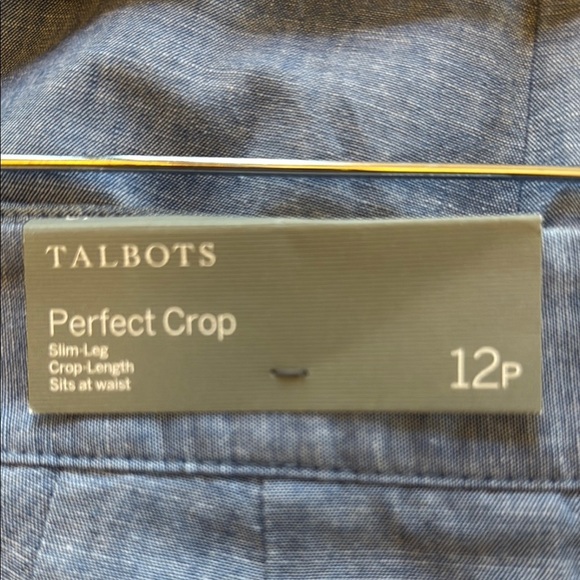 TALBOTS
Perfect Crop
Slim-Leg
Crop-Length
Sits at waist
12P